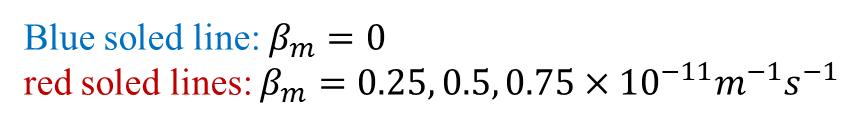 Blue soled line: βₘ = 0
red soled lines: βₘ = 0.25, 0.5, 0.75 × 10⁻¹¹m⁻¹s⁻¹